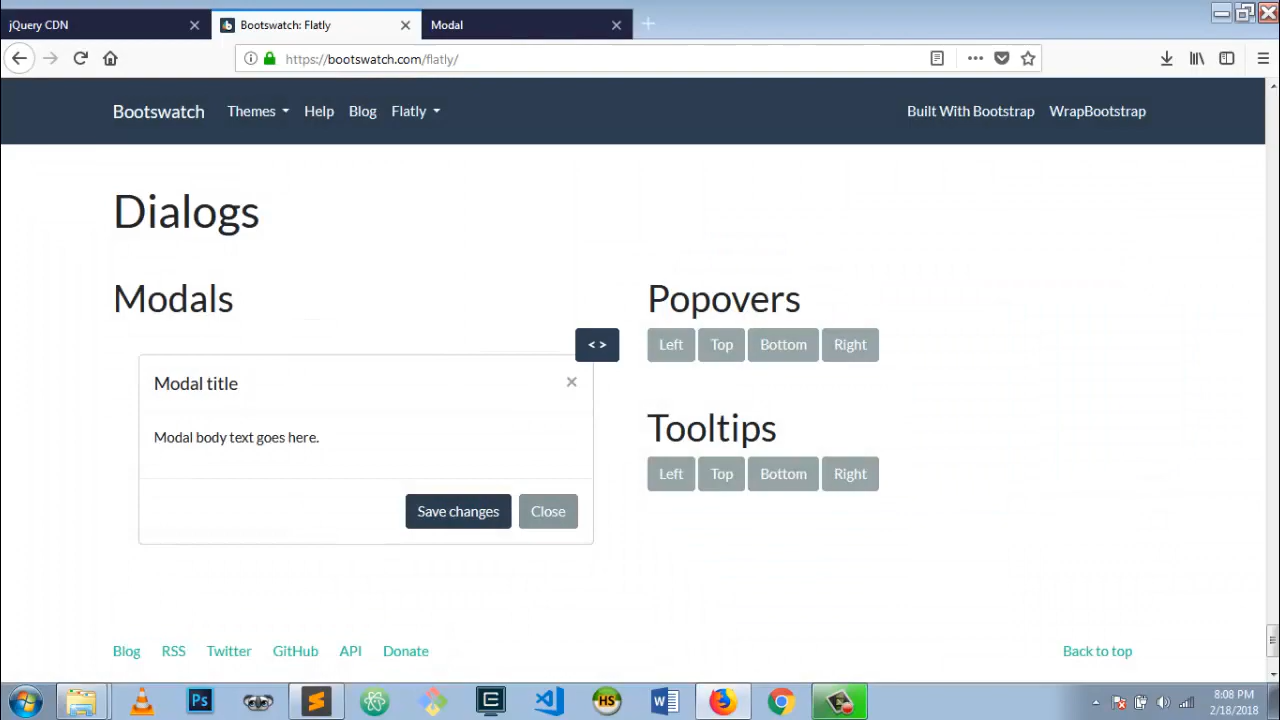 jQuery CDN
Bootswatch: Flatly
Modal
https://bootswatch.com/flatly/
Bootswatch Themes Help Blog Flatly Built With Bootstrap WrapBootstrap
Dialogs
Modals
Popovers
< >
Left Top Bottom Right
Modal title ×
Modal body text goes here.
Tooltips
Left Top Bottom Right
Save changes Close
Blog RSS Twitter GitHub API Donate Back to top
Ps
HS
W
8:08 PM
2/18/2018